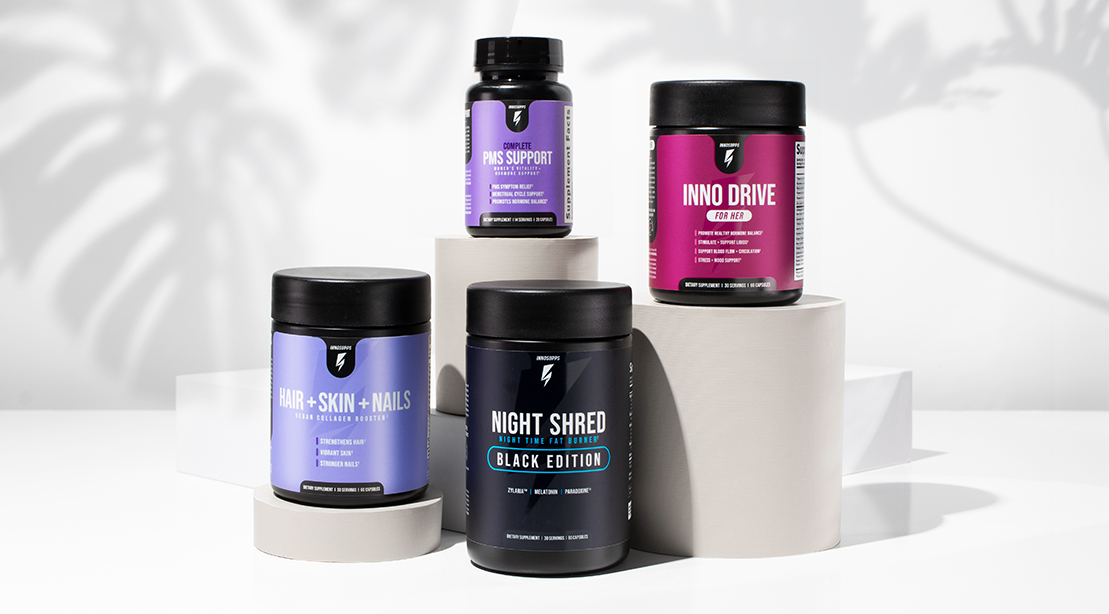 INNOSUPPS
COMPLETE
PMS SUPPORT
WOMEN'S VITALITY +
HORMONE SUPPORT†
PMS SYMPTOM RELIEF†
MENSTRUAL CYCLE SUPPORT†
PROMOTES HORMONE BALANCE†
DIETARY SUPPLEMENT | 14 SERVINGS | 28 CAPSULES
Supplement Facts
INNOSUPPS
INNO DRIVE
FOR HER
PROMOTE HEALTHY HORMONE BALANCE†
STIMULATE + SUPPORT LIBIDO†
SUPPORT BLOOD FLOW + CIRCULATION†
STRESS + MOOD SUPPORT†
DIETARY SUPPLEMENT | 30 SERVINGS | 60 CAPSULES
INNOSUPPS
HAIR + SKIN + NAILS
VEGAN COLLAGEN BOOSTER†
STRENGTHENS HAIR†
VIBRANT SKIN†
STRONGER NAILS†
DIETARY SUPPLEMENT | 30 SERVINGS | 60 CAPSULES
INNOSUPPS
NIGHT SHRED
NIGHT TIME FAT BURNER†
BLACK EDITION
ZYLARIA™ | MELATONIN | PARADOXINE™
DIETARY SUPPLEMENT | 30 SERVINGS | 60 CAPSULES